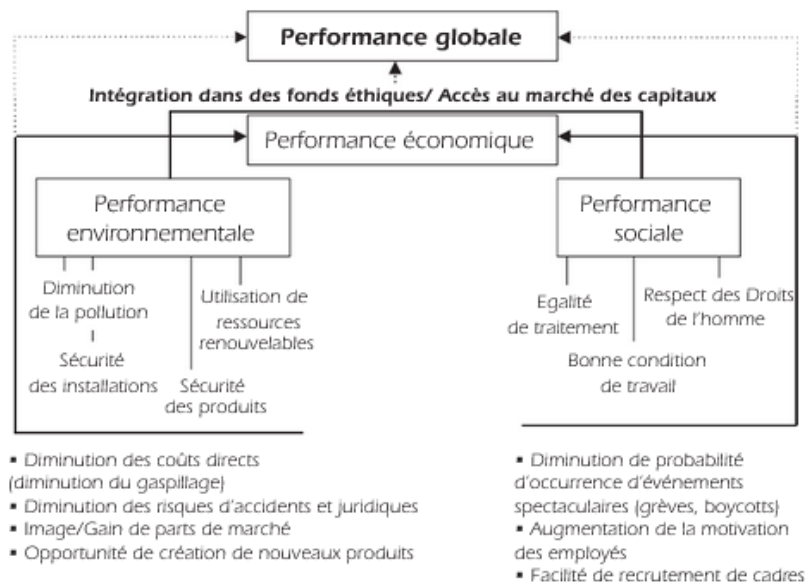 Performance globale
Intégration dans des fonds éthiques/ Accès au marché des capitaux
Performance économique
Performance
environnementale
Performance
sociale
Diminution
de la pollution
Utilisation de
ressources
renouvelables
Sécurité
des installations
Sécurité
des produits
Egalité
de traitement
Respect des Droits
de l'homme
Bonne condition
de travail
▪ Diminution des coûts directs
(diminution du gaspillage)
▪ Diminution des risques d'accidents et juridiques
▪ Image/Gain de parts de marché
▪ Opportunité de création de nouveaux produits
▪ Diminution de probabilité
d'occurrence d'événements
spectaculaires (grèves, boycotts)
▪ Augmentation de la motivation
des employés
▪ Facilité de recrutement de cadres